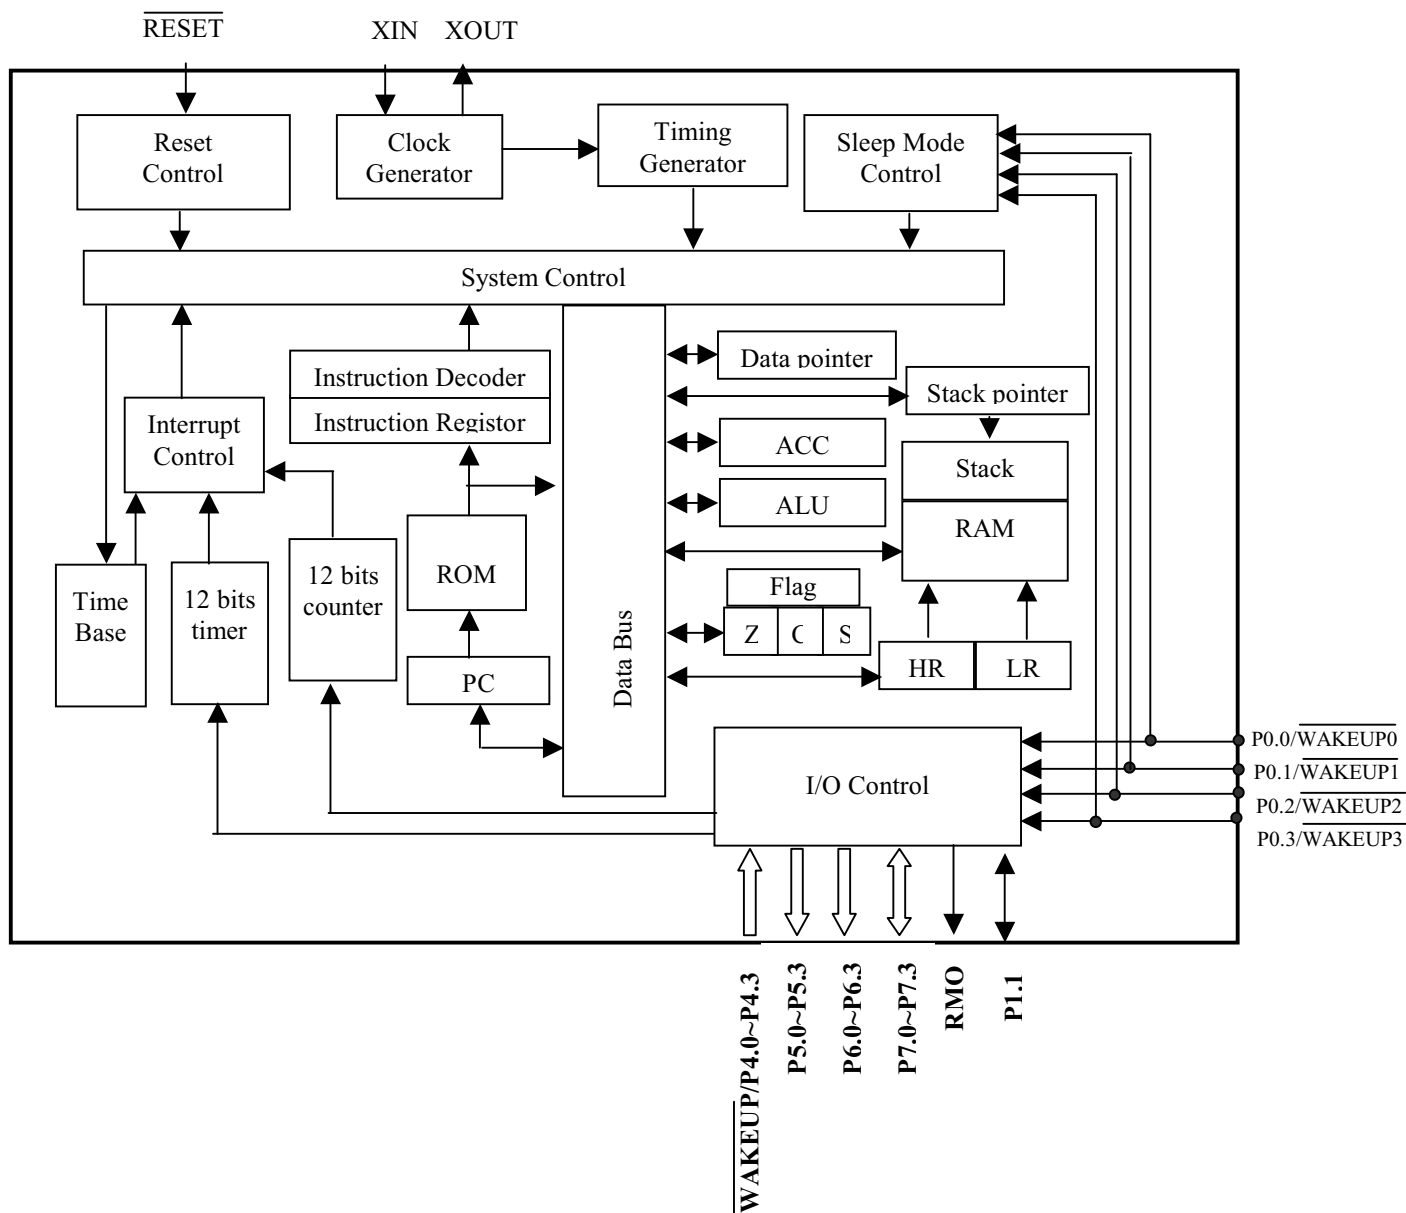 RESET
XIN XOUT
Reset
Control
Clock
Generator
Timing
Generator
Sleep Mode
Control
System Control
Instruction Decoder
Instruction Registor
Data pointer
Stack pointer
Interrupt
Control
ACC
Stack
ALU
RAM
Time
Base
12 bits
timer
12 bits
counter
ROM
Flag
Z C S
PC
HR LR
Data Bus
I/O Control
P0.0/WAKEUP0
P0.1/WAKEUP1
P0.2/WAKEUP2
P0.3/WAKEUP3
WAKEUP/P4.0~P4.3
P5.0~P5.3
P6.0~P6.3
P7.0~P7.3
RMO
P1.1